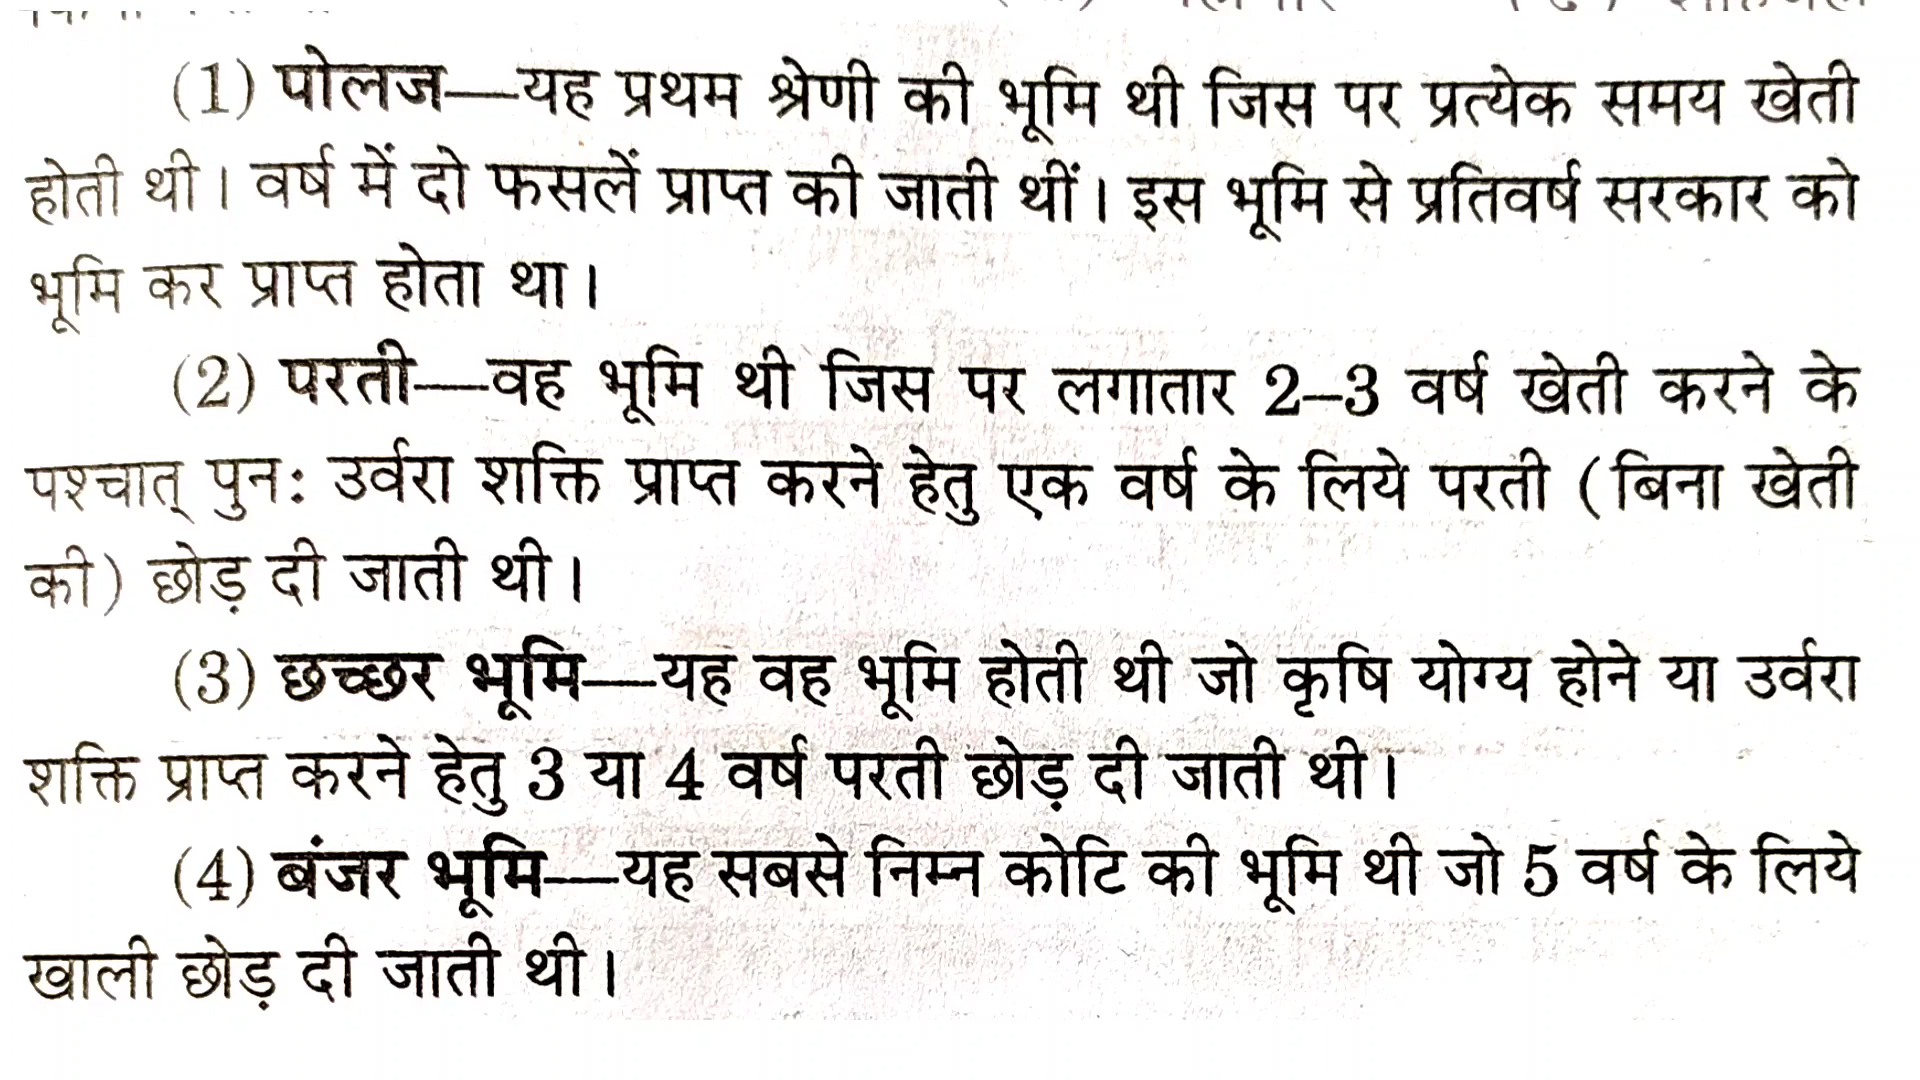 (1) पोलज—यह प्रथम श्रेणी की भूमि थी जिस पर प्रत्येक समय खेती
होती थी। वर्ष में दो फसलें प्राप्त की जाती थीं। इस भूमि से प्रतिवर्ष सरकार को
भूमि कर प्राप्त होता था।
(2) परती—वह भूमि थी जिस पर लगातार 2–3 वर्ष खेती करने के
पश्चात् पुनः उर्वरा शक्ति प्राप्त करने हेतु एक वर्ष के लिये परती (बिना खेती
की) छोड़ दी जाती थी।
(3) छच्छर भूमि—यह वह भूमि होती थी जो कृषि योग्य होने या उर्वरा
शक्ति प्राप्त करने हेतु 3 या 4 वर्ष परती छोड़ दी जाती थी।
(4) बंजर भूमि—यह सबसे निम्न कोटि की भूमि थी जो 5 वर्ष के लिये
खाली छोड़ दी जाती थी।